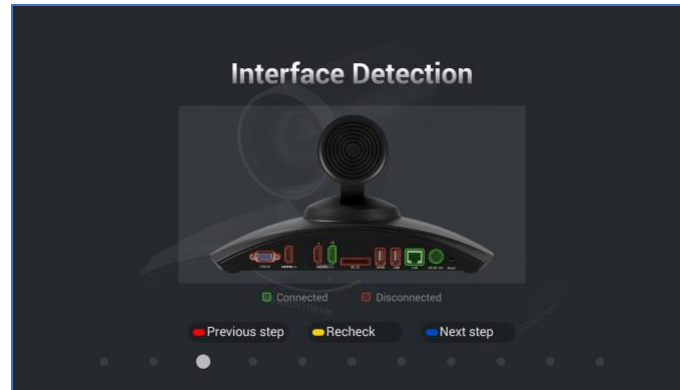 Interface Detection
Connected Disconnected
Previous step Recheck Next step